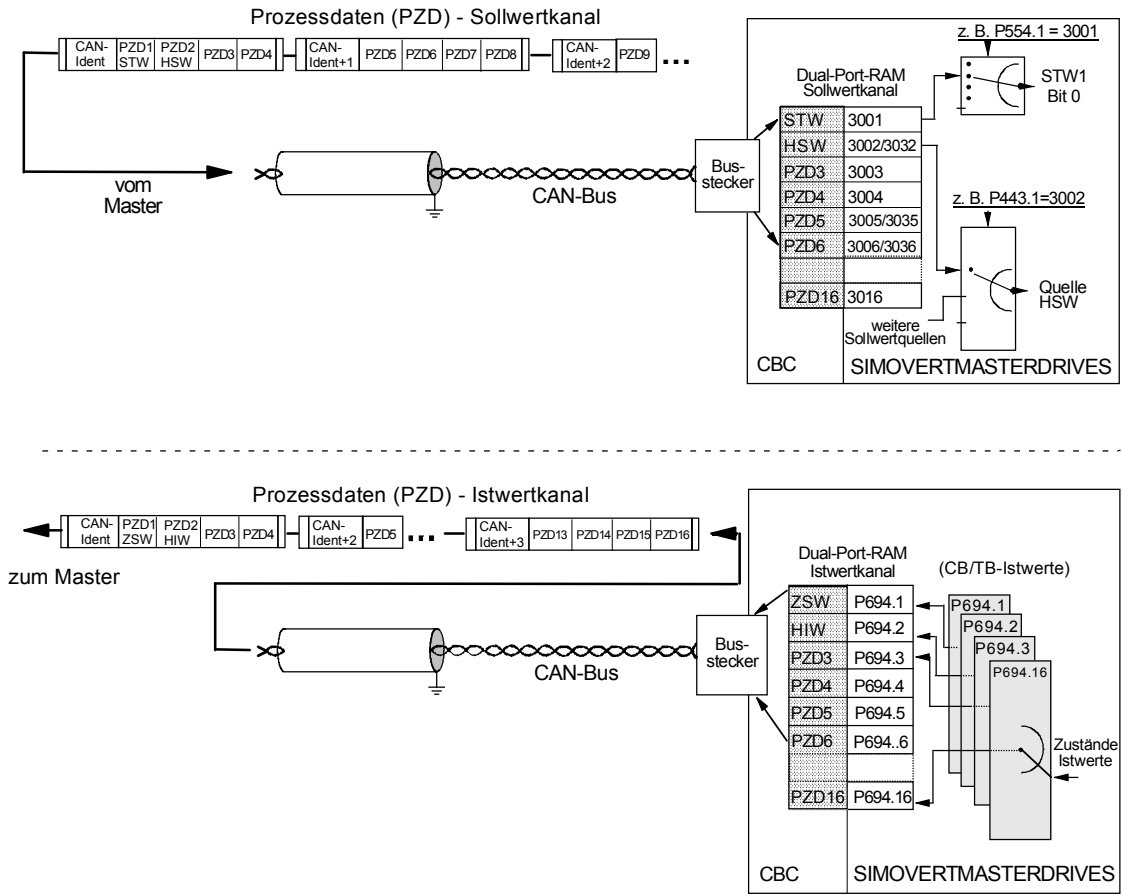 Prozessdaten (PZD) - Sollwertkanal
CAN-
Ident
PZD1
STW
PZD2
HSW
PZD3
PZD4
CAN-
Ident+1
PZD5
PZD6
PZD7
PZD8
CAN-
Ident+2
PZD9
...
vom
Master
CAN-Bus
Bus-
stecker
Dual-Port-RAM
Sollwertkanal
STW 3001
HSW 3002/3032
PZD3 3003
PZD4 3004
PZD5 3005/3035
PZD6 3006/3036
PZD16 3016
z. B. P554.1 = 3001
STW1
Bit 0
z. B. P443.1=3002
Quelle
HSW
weitere
Sollwertquellen
CBC
SIMOVERTMASTERDRIVES
Prozessdaten (PZD) - Istwertkanal
CAN-
Ident
PZD1
ZSW
PZD2
HIW
PZD3
PZD4
CAN-
Ident+2
PZD5
...
CAN-
Ident+3
PZD13
PZD14
PZD15
PZD16
zum Master
CAN-Bus
Bus-
stecker
Dual-Port-RAM
Istwertkanal
ZSW P694.1
HIW P694.2
PZD3 P694.3
PZD4 P694.4
PZD5 P694.5
PZD6 P694..6
PZD16 P694.16
(CB/TB-Istwerte)
P694.1
P694.2
P694.3
P694.16
Zustände
Istwerte
CBC
SIMOVERTMASTERDRIVES